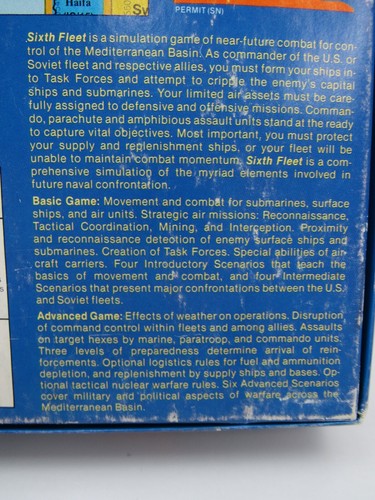 Haifa
Sw
PERMIT(SN)
Sixth Fleet is a simulation game of near-future combat for con-
trol of the Mediterranean Basin. As commander of the U.S. or
Soviet fleet and respective allies, you must form your ships in-
to Task Forces and attempt to cripple the enemy's capital
ships and submarines. Your limited air assets must be care-
fully assigned to defensive and offensive missions. Comman-
do, parachute and amphibious assault units stand at the ready
to capture vital objectives. Most important, you must protect
your supply and replenishment ships, or your fleet will be
unable to maintain combat momentum. Sixth Fleet is a com-
prehensive simulation of the myriad elements involved in
future naval confrontation.
Basic Game: Movement and combat for submarines, surface
ships, and air units. Strategic air missions: Reconnaissance,
Tactical Coordination, Mining, and Interception. Proximity
and reconnaissance detection of enemy surface ships and
submarines. Creation of Task Forces. Special abilities of air-
craft carriers. Four Introductory Scenarios that teach the
basics of movement and combat, and four Intermediate
Scenarios that present major confrontations between the U.S.
and Soviet fleets.
Advanced Game: Effects of weather on operations. Disruption
of command control within fleets and among allies. Assaults
on target hexes by marine, paratroop, and commando units.
Three levels of preparedness determine arrival of rein-
forcements. Optional logistics rules for fuel and ammunition
depletion, and replenishment by supply ships and bases. Op-
tional tactical nuclear warfare rules. Six Advanced Scenarios
cover military and political aspects of warfare across the
Mediterranean Basin.